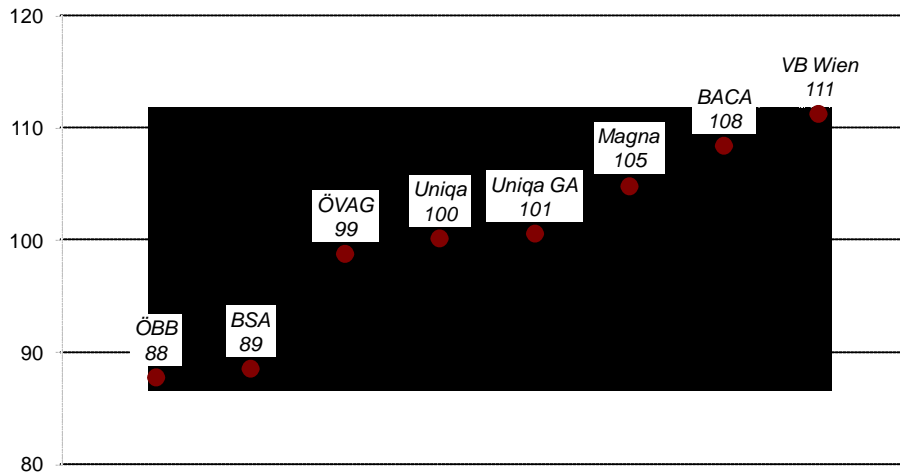 120
110
100
90
80
ÖBB
88
BSA
89
ÖVAG
99
Uniqa
100
Uniqa GA
101
Magna
105
BACA
108
VB Wien
111